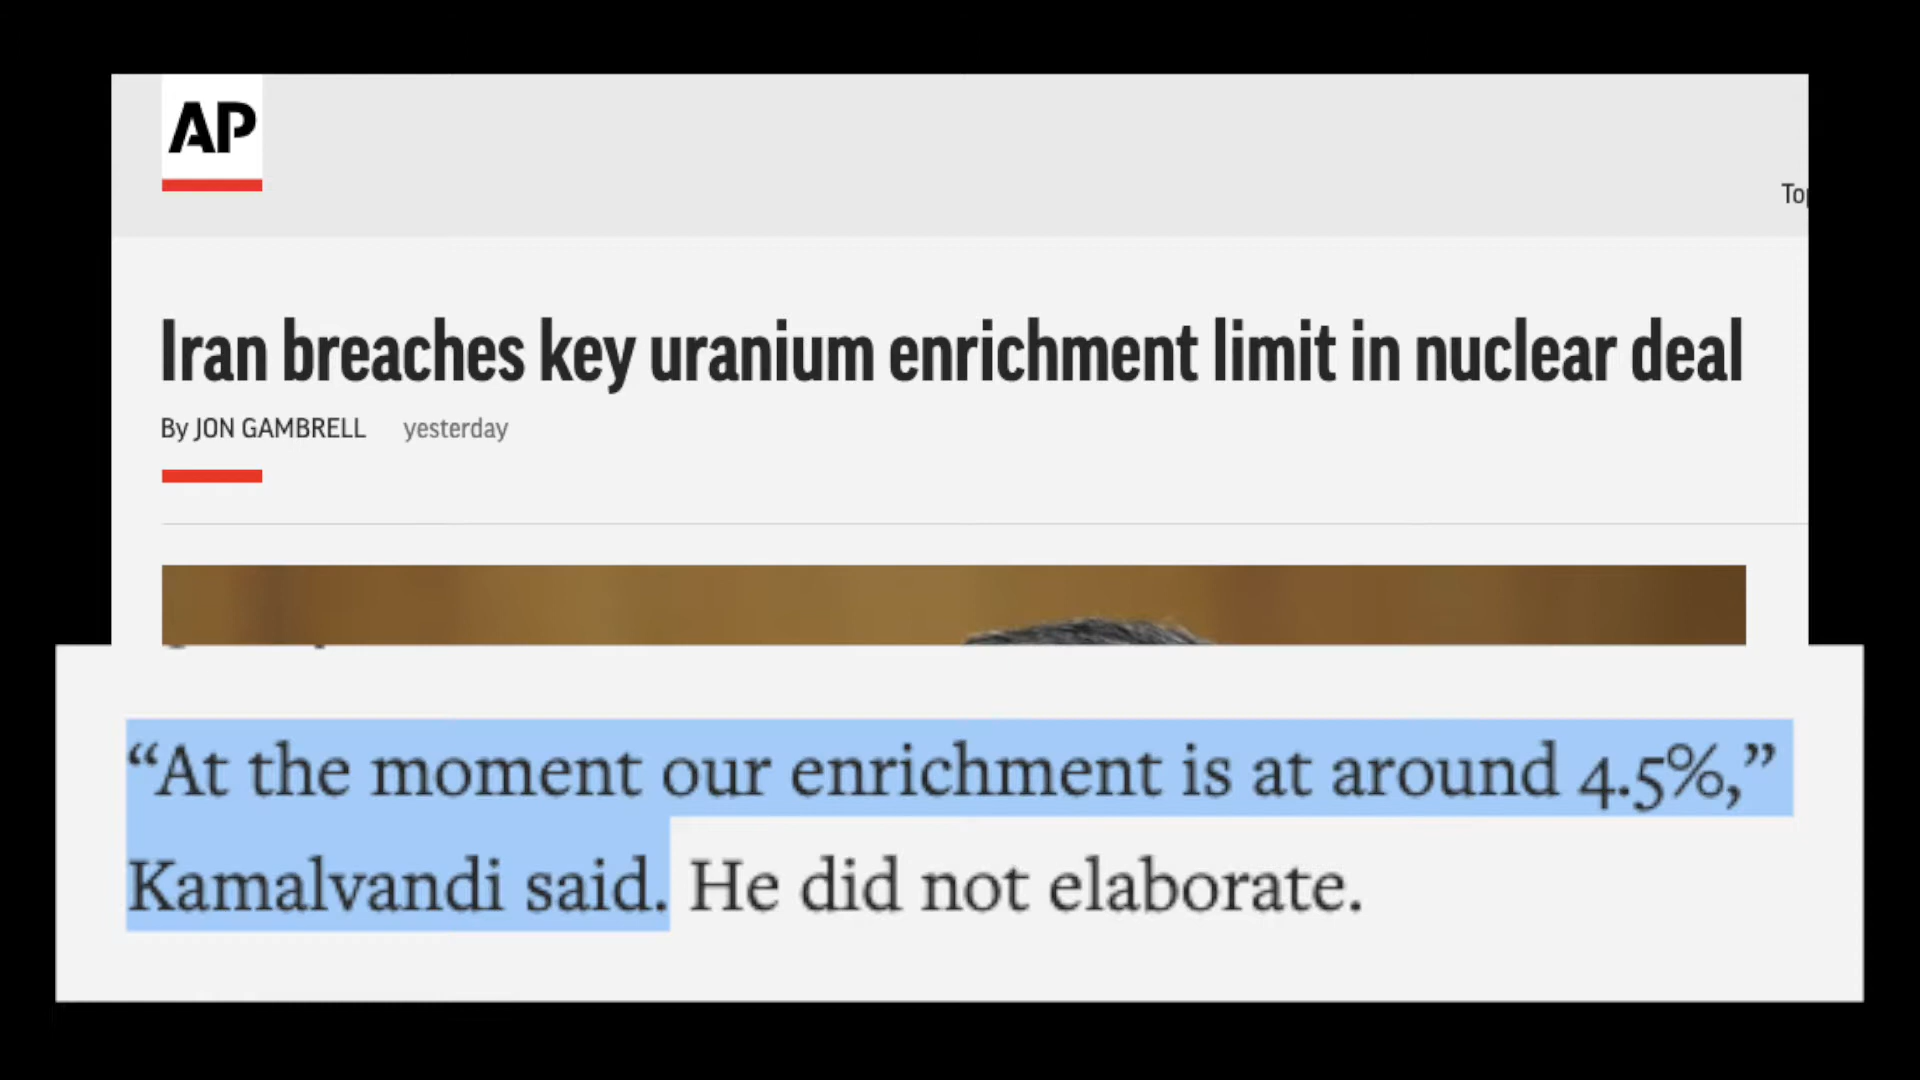 AP
Iran breaches key uranium enrichment limit in nuclear deal
By JON GAMBRELL yesterday
“At the moment our enrichment is at around 4.5%,”
Kamalvandi said. He did not elaborate.